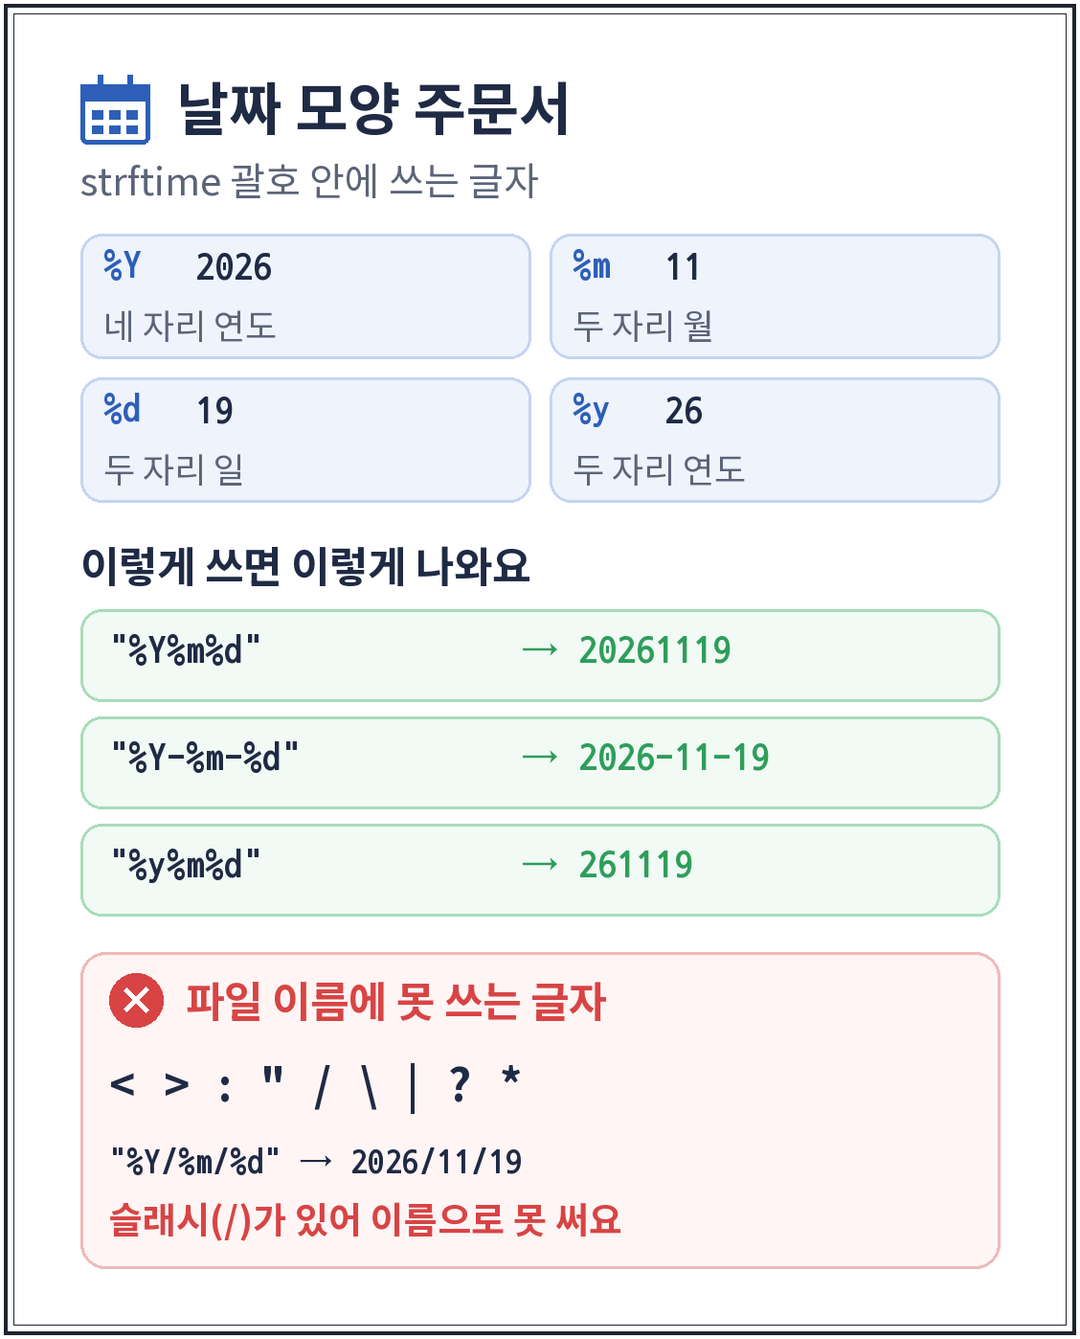 날짜 모양 주문서
strftime 괄호 안에 쓰는 글자
%Y 2026
네 자리 연도
%m 11
두 자리 월
%d 19
두 자리 일
%y 26
두 자리 연도
이렇게 쓰면 이렇게 나와요
"%Y%m%d" → 20261119
"%Y-%m-%d" → 2026-11-19
"%y%m%d" → 261119
파일 이름에 못 쓰는 글자
< > : " / \ | ? *
"%Y/%m/%d" → 2026/11/19
슬래시(/)가 있어 이름으로 못 써요